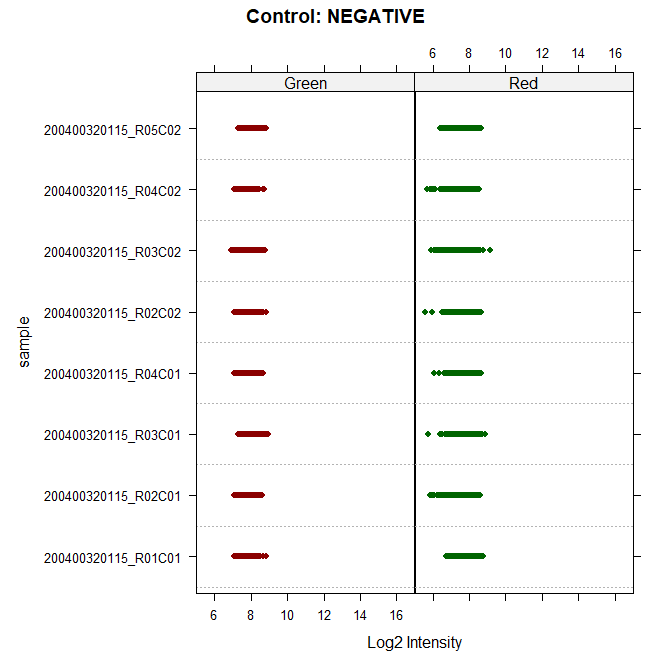 Control: NEGATIVE
6 8 10 12 14 16
Green Red
200400320115_R05C02
200400320115_R04C02
200400320115_R03C02
200400320115_R02C02
200400320115_R04C01
200400320115_R03C01
200400320115_R02C01
200400320115_R01C01
sample
6 8 10 12 14 16
Log2 Intensity